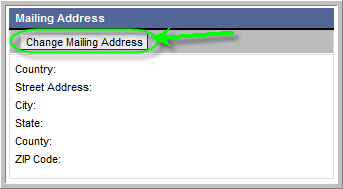 Mailing Address
Change Mailing Address
Country:
Street Address:
City:
State:
County:
ZIP Code: